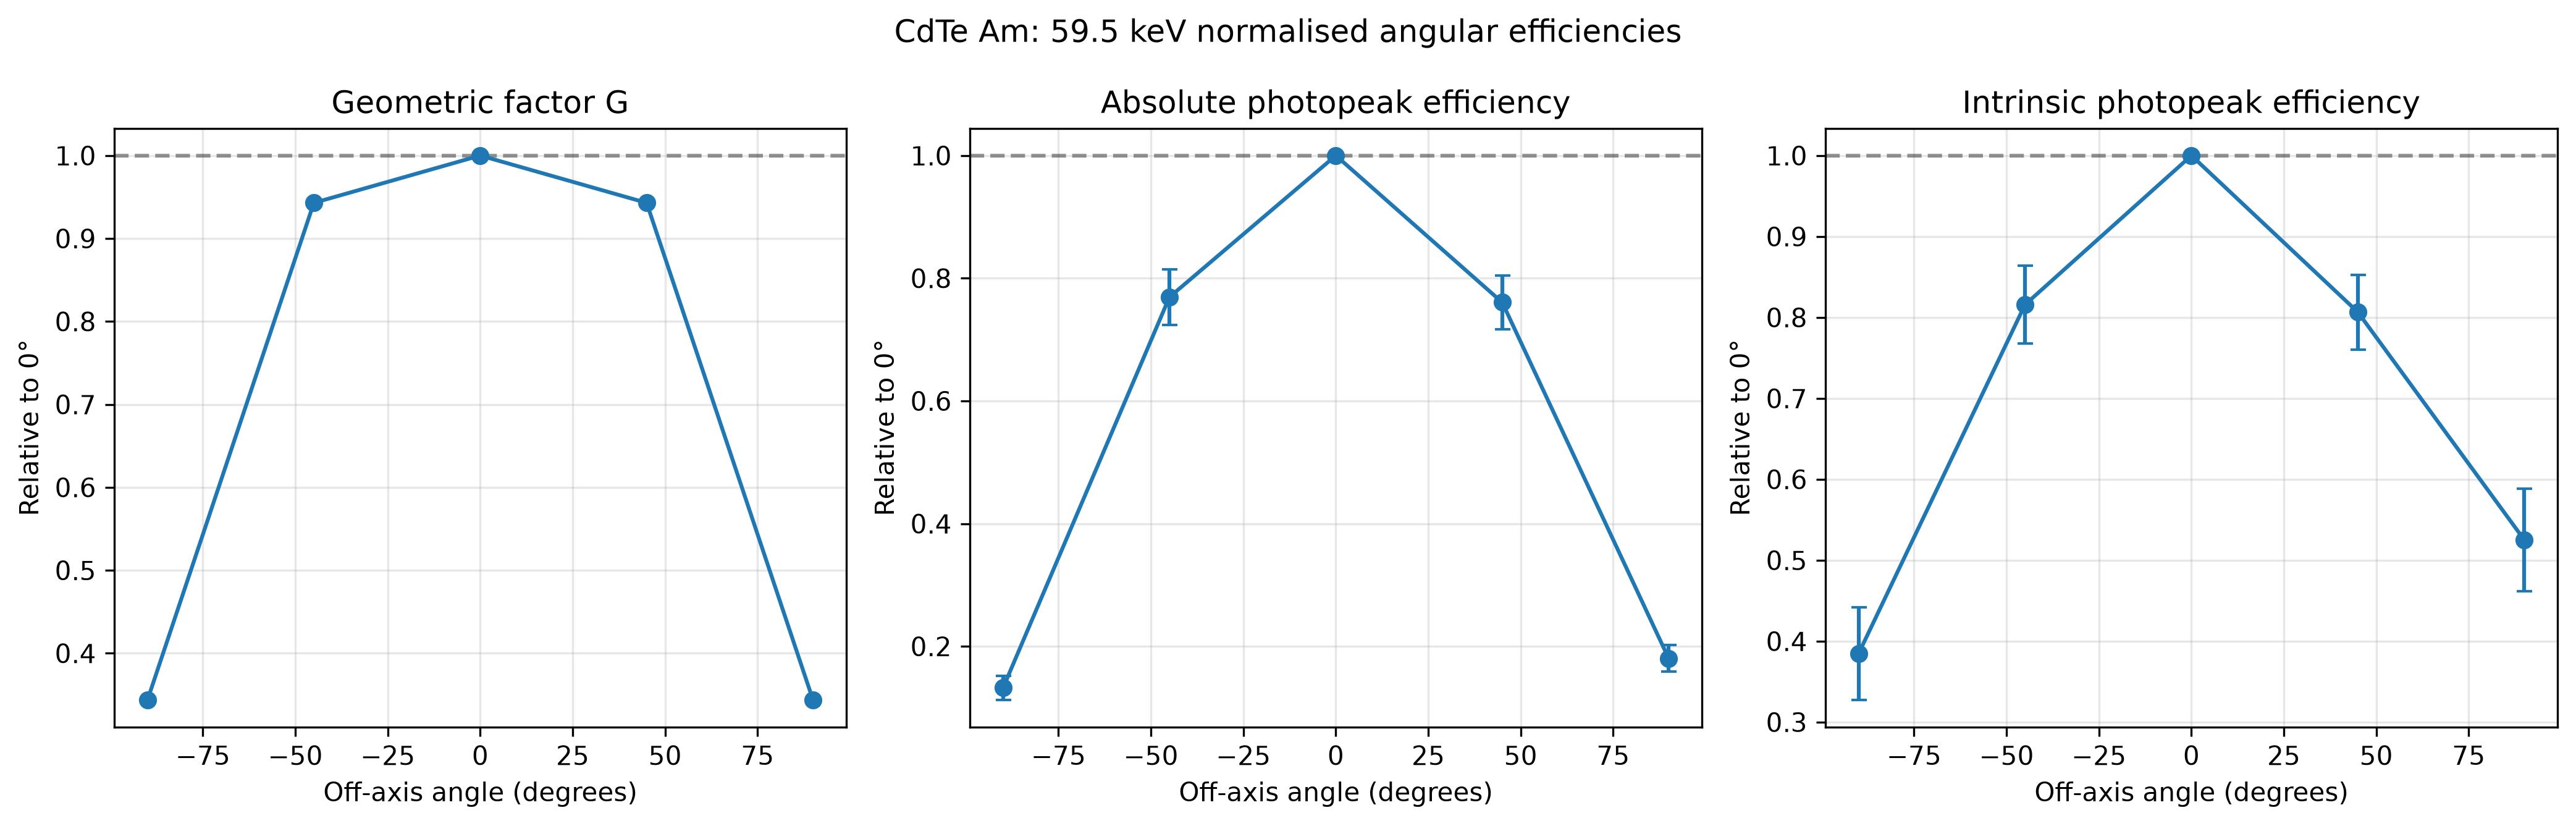 CdTe Am: 59.5 keV normalised angular efficiencies
Geometric factor G
Relative to 0°
1.0
0.9
0.8
0.7
0.6
0.5
0.4
−75 −50 −25 0 25 50 75
Off-axis angle (degrees)
Absolute photopeak efficiency
Relative to 0°
1.0
0.8
0.6
0.4
0.2
−75 −50 −25 0 25 50 75
Off-axis angle (degrees)
Intrinsic photopeak efficiency
Relative to 0°
1.0
0.9
0.8
0.7
0.6
0.5
0.4
0.3
−75 −50 −25 0 25 50 75
Off-axis angle (degrees)